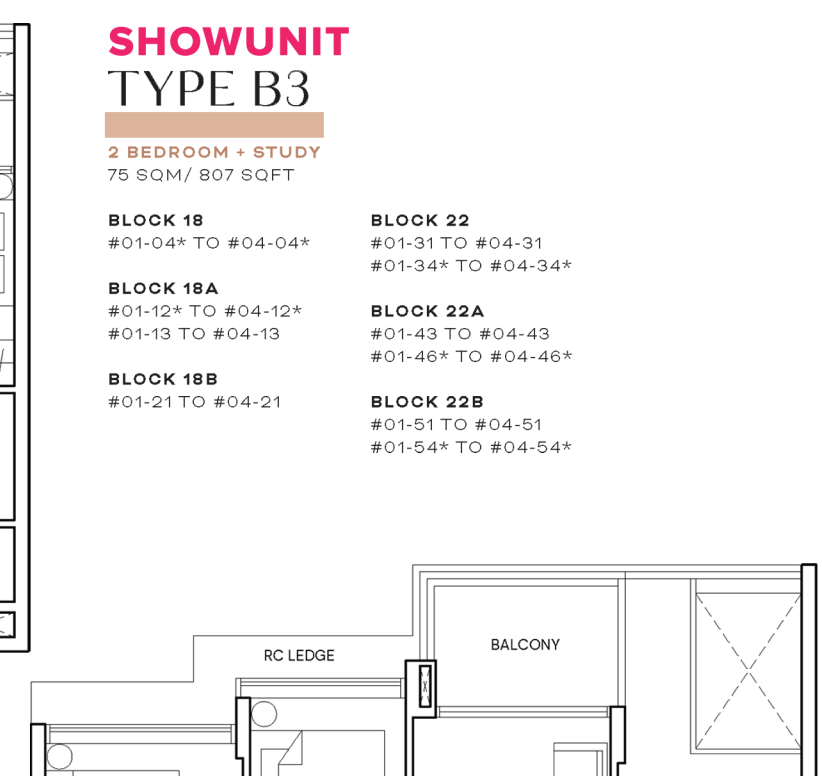 SHOWUNIT
TYPE B3
2 BEDROOM + STUDY
75 SQM/ 807 SQFT
BLOCK 18
#01-04* TO #04-04*
BLOCK 18A
#01-12* TO #04-12*
#01-13 TO #04-13
BLOCK 18B
#01-21 TO #04-21
BLOCK 22
#01-31 TO #04-31
#01-34* TO #04-34*
BLOCK 22A
#01-43 TO #04-43
#01-46* TO #04-46*
BLOCK 22B
#01-51 TO #04-51
#01-54* TO #04-54*
BALCONY
RC LEDGE